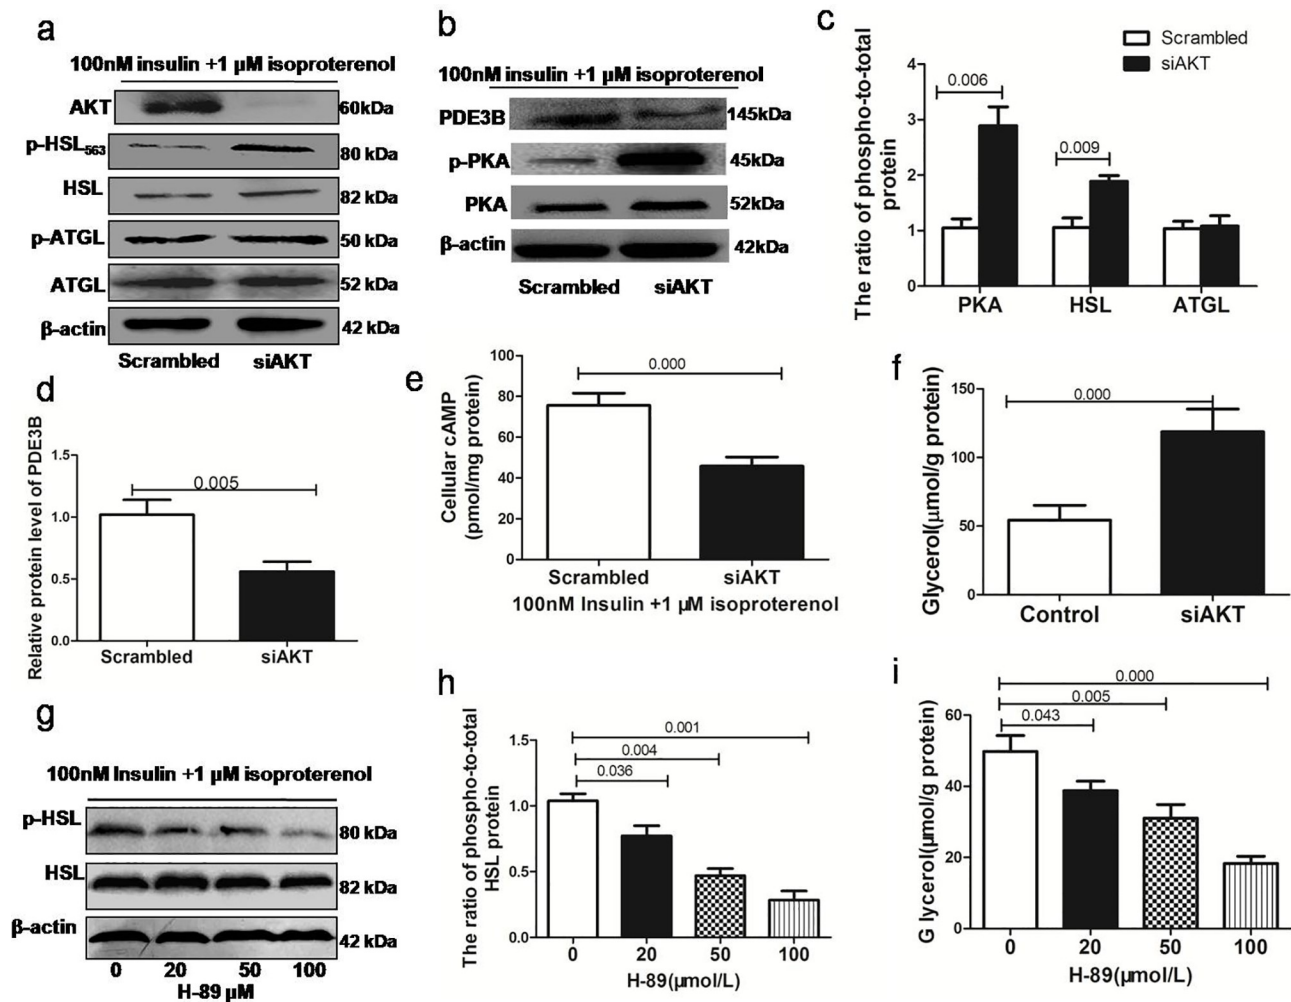 a
100nM insulin +1 µM isoproterenol
AKT
60kDa
p-HSL563
80 kDa
HSL
82 kDa
p-ATGL
50 kDa
ATGL
52 kDa
β-actin
42 kDa
Scrambled siAKT
b
100nM insulin +1 µM isoproterenol
PDE3B
145kDa
p-PKA
45kDa
PKA
52kDa
β-actin
42kDa
Scrambled siAKT
c
Scrambled
siAKT
The ratio of phospho-to-total
protein
4
3
2
1
0
0.006
0.009
PKA HSL ATGL
d
Relative protein level of PDE3B
1.5
1.0
0.5
0.0
0.005
Scrambled siAKT
e
Cellular cAMP
(pmol/mg protein)
100
80
60
40
20
0
0.000
Scrambled siAKT
100nM Insulin +1 µM isoproterenol
f
Glycerol(µmol/g protein)
150
100
50
0
0.000
Control siAKT
g
100nM Insulin +1 µM isoproterenol
p-HSL
80 kDa
HSL
82 kDa
β-actin
42 kDa
0 20 50 100
H-89 µM
h
The ratio of phospho-to-total
HSL protein
1.5
1.0
0.5
0.0
0.001
0.004
0.036
0 20 50 100
H-89(µmol/L)
i
G lycerol(µmol/g protein)
60
40
20
0
0.000
0.005
0.043
0 20 50 100
H-89(µmol/L)